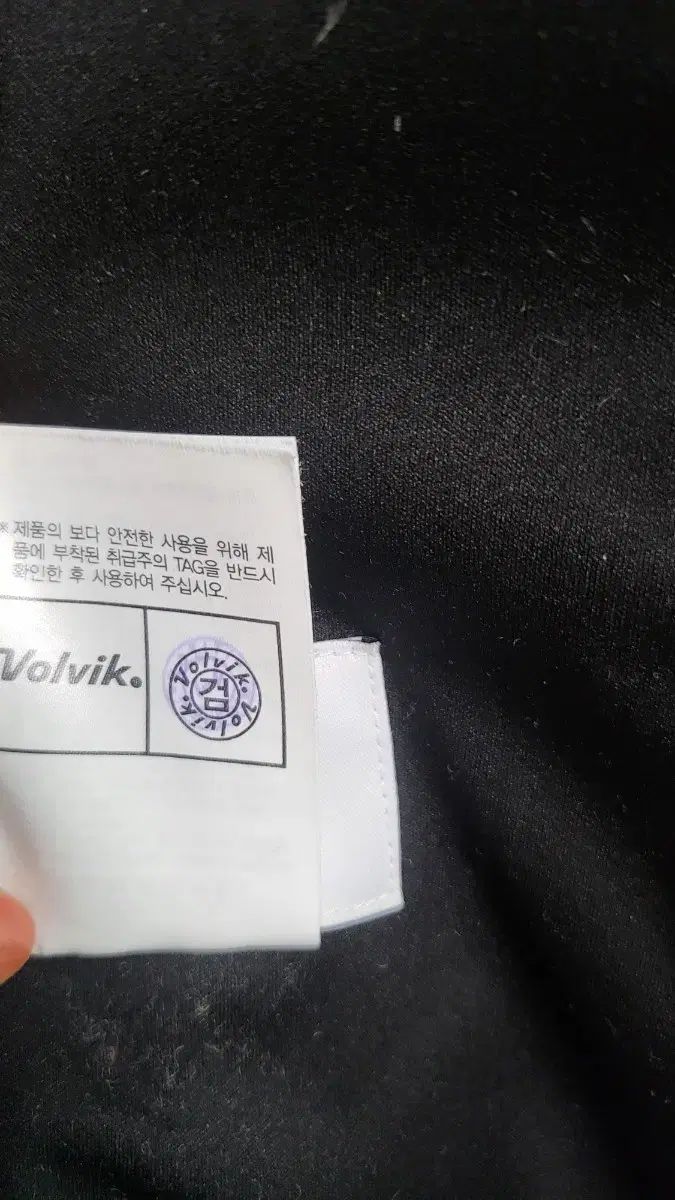 ※ 제품의 보다 안전한 사용을 위해 제
품에 부착된 취급주의 TAG을 반드시
확인한 후 사용하여 주십시오.
Volvik.
Volvik.
검
Volvik.